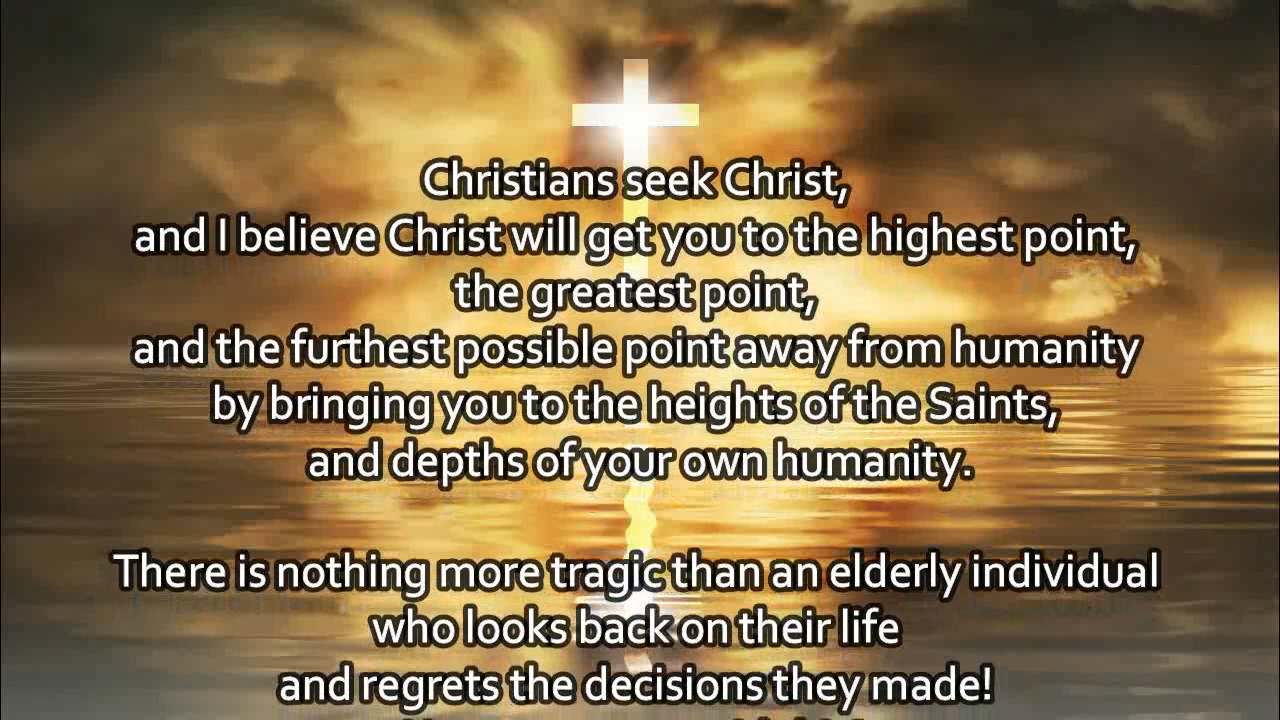 Christians seek Christ,
and I believe Christ will get you to the highest point,
the greatest point,
and the furthest possible point away from humanity
by bringing you to the heights of the Saints,
and depths of your own humanity.
There is nothing more tragic than an elderly individual
who looks back on their life
and regrets the decisions they made!